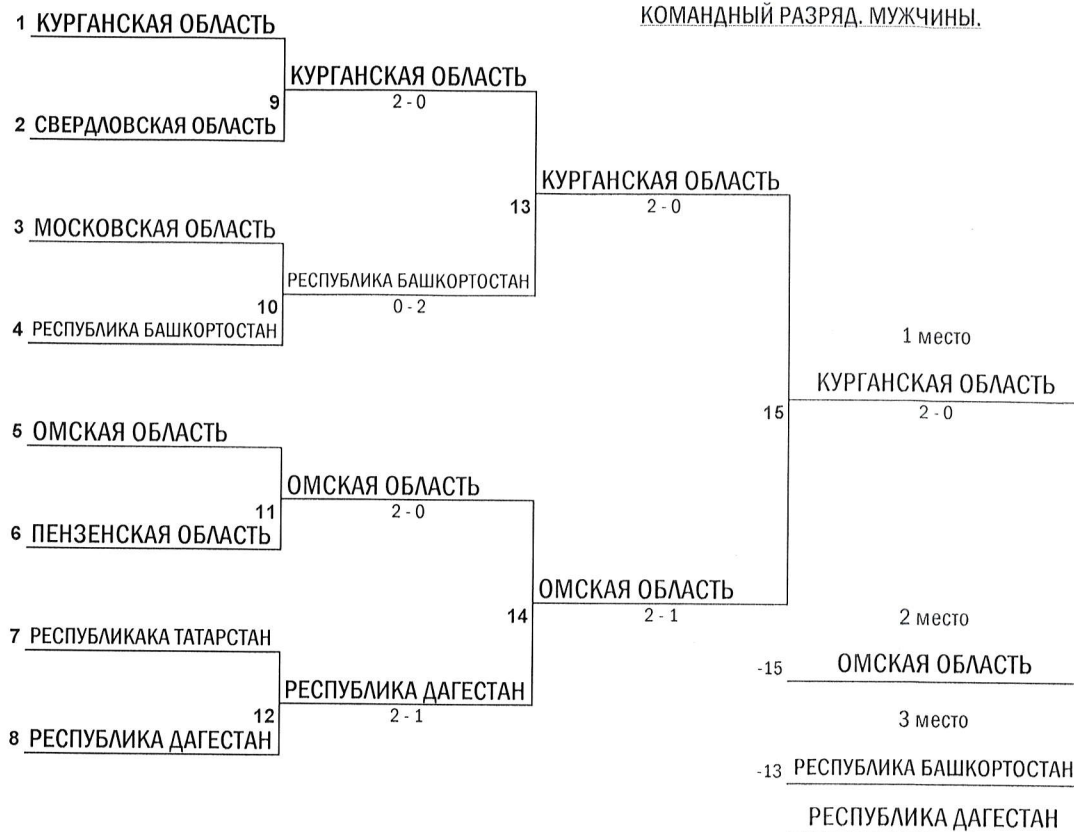 КОМАНДНЫЙ РАЗРЯД. МУЖЧИНЫ.
1 КУРГАНСКАЯ ОБЛАСТЬ
КУРГАНСКАЯ ОБЛАСТЬ
9
2 - 0
2 СВЕРДЛОВСКАЯ ОБЛАСТЬ
КУРГАНСКАЯ ОБЛАСТЬ
13
2 - 0
3 МОСКОВСКАЯ ОБЛАСТЬ
РЕСПУБЛИКА БАШКОРТОСТАН
10
0 - 2
4 РЕСПУБЛИКА БАШКОРТОСТАН
1 место
КУРГАНСКАЯ ОБЛАСТЬ
15
2 - 0
5 ОМСКАЯ ОБЛАСТЬ
ОМСКАЯ ОБЛАСТЬ
11
2 - 0
6 ПЕНЗЕНСКАЯ ОБЛАСТЬ
ОМСКАЯ ОБЛАСТЬ
14
2 - 1
7 РЕСПУБЛИКАКА ТАТАРСТАН
РЕСПУБЛИКА ДАГЕСТАН
12
2 - 1
8 РЕСПУБЛИКА ДАГЕСТАН
2 место
-15 ОМСКАЯ ОБЛАСТЬ
3 место
-13 РЕСПУБЛИКА БАШКОРТОСТАН
РЕСПУБЛИКА ДАГЕСТАН